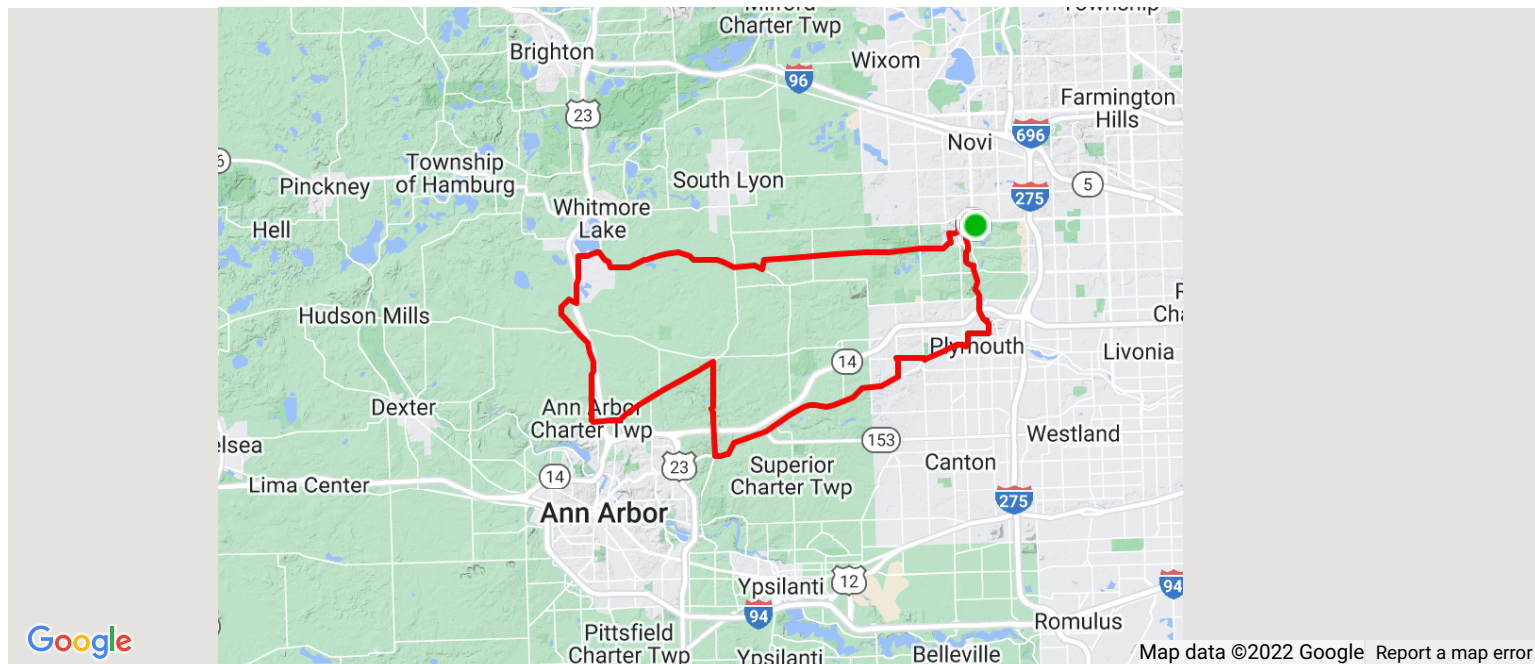 Milford
Charter Twp
Township
Brighton
Wixom
96
23
Farmington
Hills
696
Novi
Township
of Hamburg
6
Pinckney
South Lyon
5
275
Whitmore
Lake
Hell
Hudson Mills
Plymouth
Livonia
14
Dexter
Ann Arbor
Charter Twp
153
Westland
elsea
Canton
14
23
Superior
Charter Twp
Lima Center
275
Ann Arbor
Ypsilanti
12
94
94
Romulus
Pittsfield
Charter Twp
Ypsilanti
Belleville
Google
Map data ©2022 Google
Report a map error